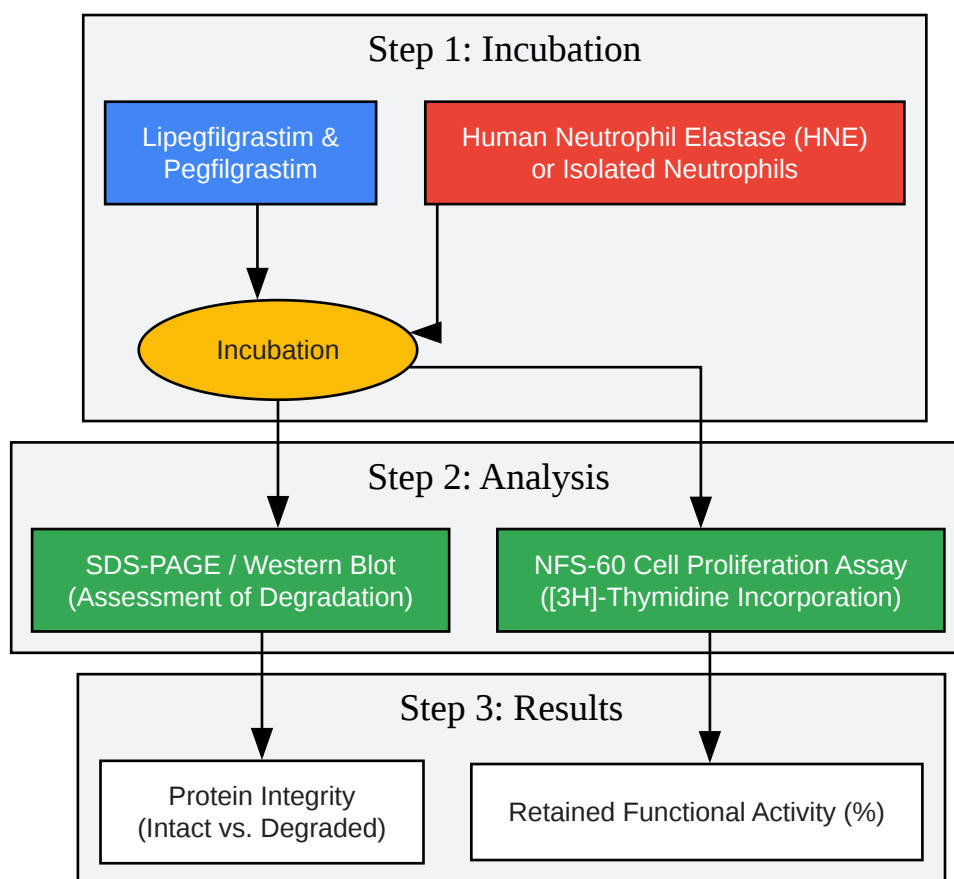 Step 1: Incubation
Lipegfilgrastim &
Pegfilgrastim
Human Neutrophil Elastase (HNE)
or Isolated Neutrophils
Incubation
Step 2: Analysis
SDS-PAGE / Western Blot
(Assessment of Degradation)
NFS-60 Cell Proliferation Assay
([3H]-Thymidine Incorporation)
Step 3: Results
Protein Integrity
(Intact vs. Degraded)
Retained Functional Activity (%)